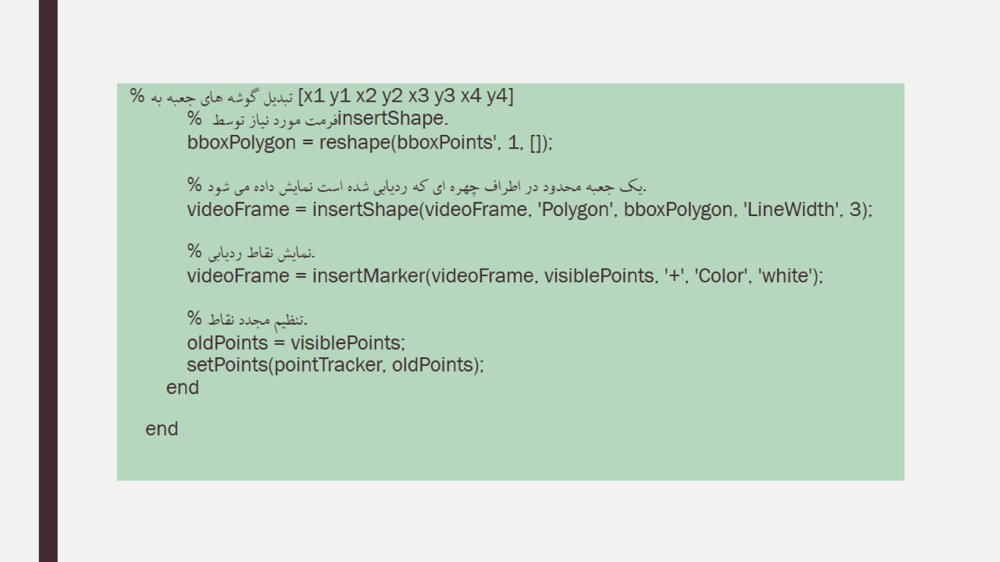 % تبدیل گوشه های جعبه به [x1 y1 x2 y2 x3 y3 x4 y4]
% فرمت مورد نیاز توسط insertShape.
bboxPolygon = reshape(bboxPoints', 1, []);
% یک جعبه محدود در اطراف چهره ای که ردیابی شده است نمایش داده می شود.
videoFrame = insertShape(videoFrame, 'Polygon', bboxPolygon, 'LineWidth', 3);
% نمایش نقاط ردیابی.
videoFrame = insertMarker(videoFrame, visiblePoints, '+', 'Color', 'white');
% تنظیم مجدد نقاط.
oldPoints = visiblePoints;
setPoints(pointTracker, oldPoints);
end
end